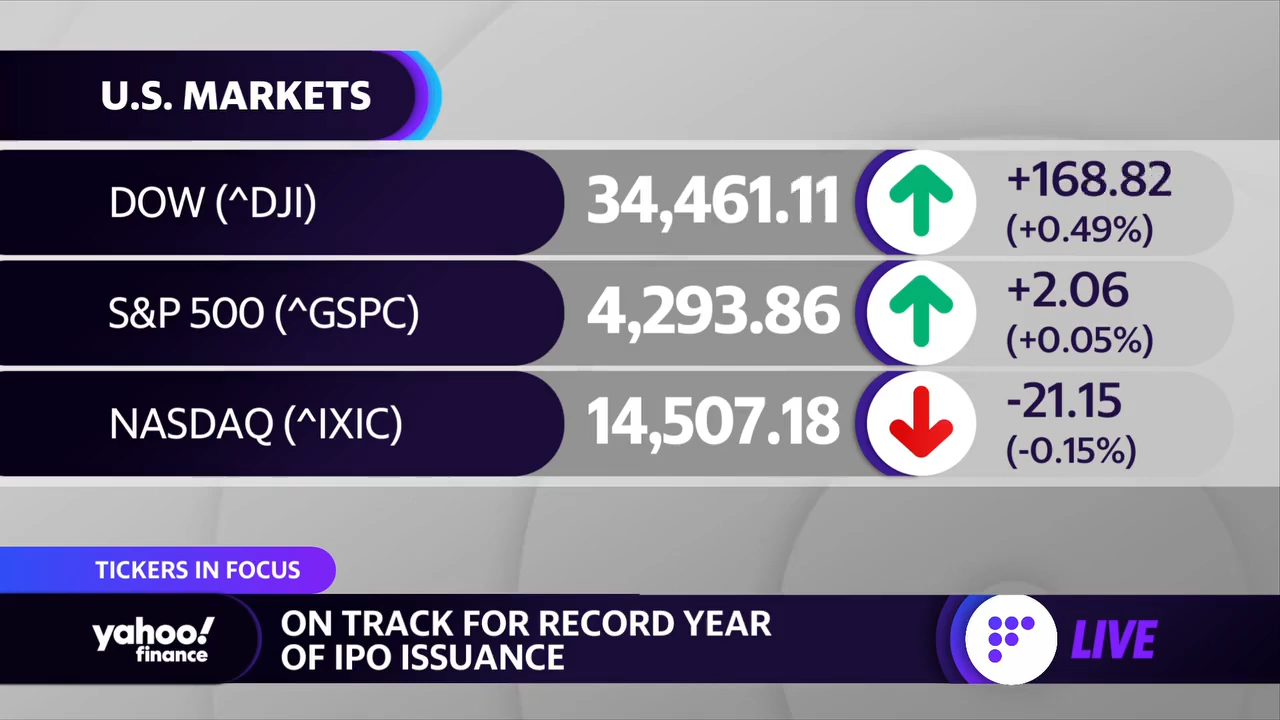 U.S. MARKETS
DOW (^DJI) 34,461.11 +168.82
(+0.49%)
S&P 500 (^GSPC) 4,293.86 +2.06
(+0.05%)
NASDAQ (^IXIC) 14,507.18 -21.15
(-0.15%)
TICKERS IN FOCUS
yahoo!
finance
ON TRACK FOR RECORD YEAR
OF IPO ISSUANCE
LIVE